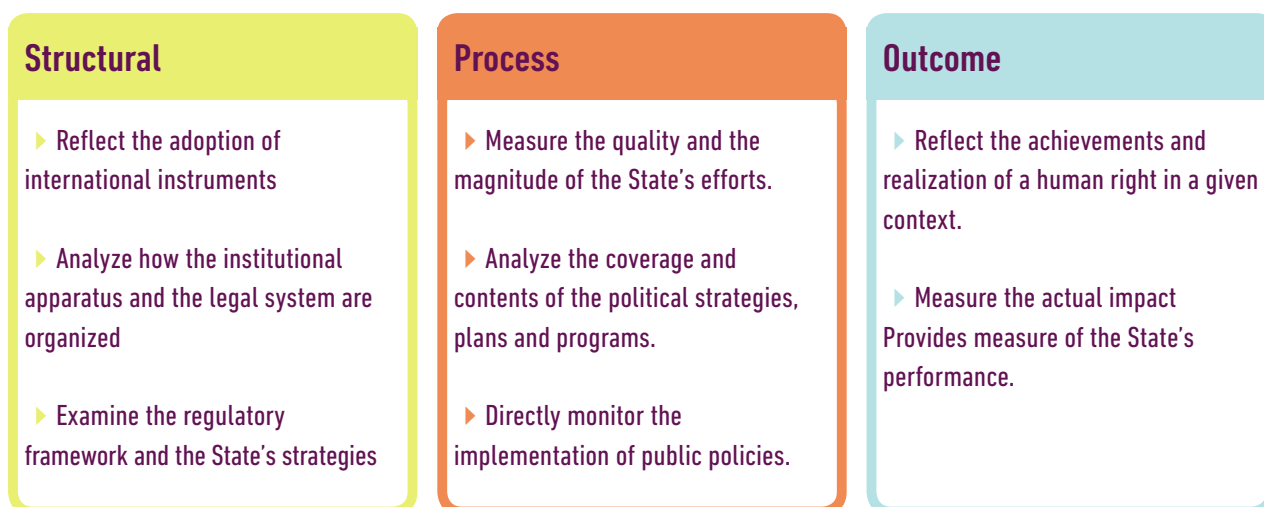 Structural
Reflect the adoption of
international instruments
Analyze how the institutional
apparatus and the legal system are
organized
Examine the regulatory
framework and the State's strategies
Process
Measure the quality and the
magnitude of the State's efforts.
Analyze the coverage and
contents of the political strategies,
plans and programs.
Directly monitor the
implementation of public policies.
Outcome
Reflect the achievements and
realization of a human right in a given
context.
Measure the actual impact
Provides measure of the State's
performance.